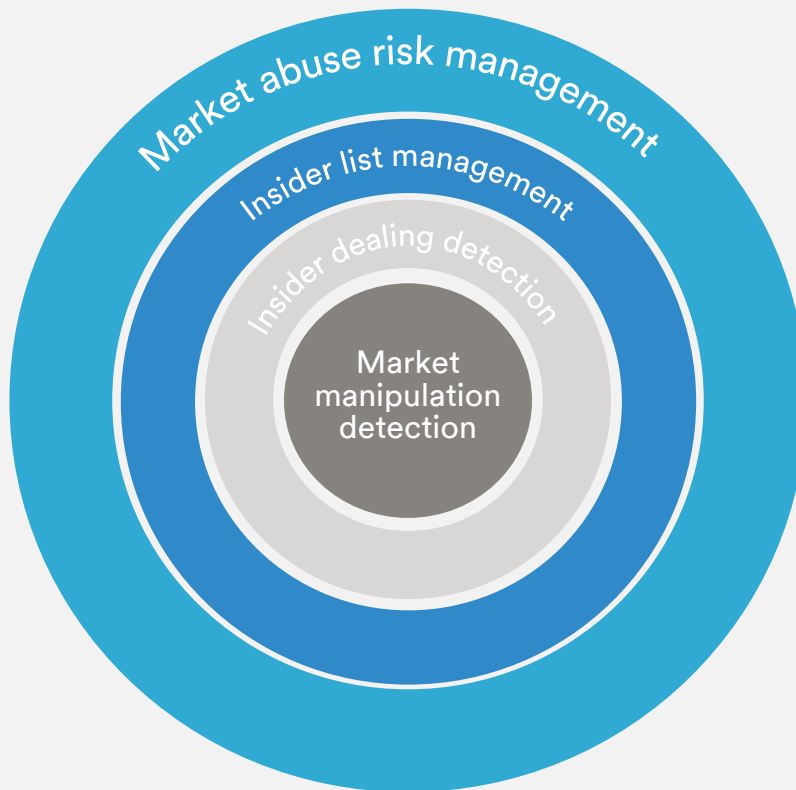 Market abuse risk management
Insider list management
Insider dealing detection
Market
manipulation
detection